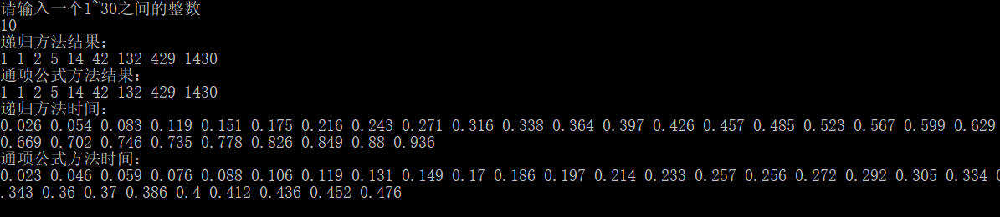 请输入一个1~30之间的整数
10
递归方法结果:
1 1 2 5 14 42 132 429 1430
通项公式方法结果:
1 1 2 5 14 42 132 429 1430
递归方法时间:
0.026 0.054 0.083 0.119 0.151 0.175 0.216 0.243 0.271 0.316 0.338 0.364 0.397 0.426 0.457 0.485 0.523 0.567 0.599 0.629
0.669 0.702 0.746 0.735 0.778 0.826 0.849 0.88 0.936
通项公式方法时间:
0.023 0.046 0.059 0.076 0.088 0.106 0.119 0.131 0.149 0.17 0.186 0.197 0.214 0.233 0.257 0.256 0.272 0.292 0.305 0.334 0
.343 0.36 0.37 0.386 0.4 0.412 0.436 0.452 0.476